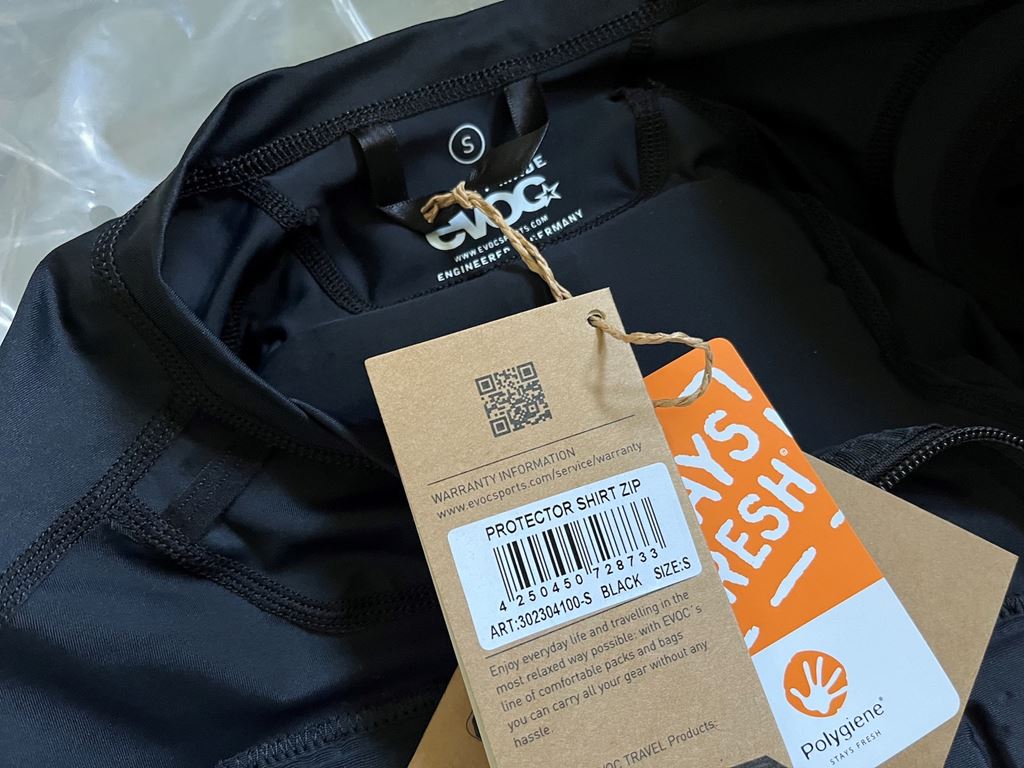 S
MADE
evoc
WWW.EVOCSPORTS.COM
ENGINEERED GERMANY
WARRANTY INFORMATION
www.evocsports.com/service/warranty
PROTECTOR SHIRT ZIP
4 250450 728733
ART:302304100-S BLACK SIZE:S
Enjoy everyday life and travelling in the
most relaxed way possible: with EVOC´s
line of comfortable packs and bags
you can carry all your gear without any
hassle.
VOC TRAVEL Products:
AYS
RESH
Polygiene®
STAYS FRESH